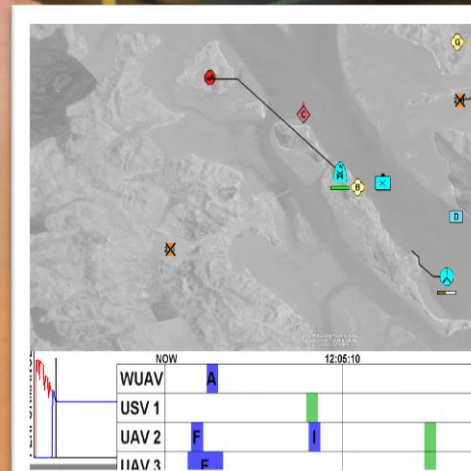 G
C
W
B
D
NOW 12:05:10
WUAV A
USV 1
UAV 2 F I
UAV 3 E